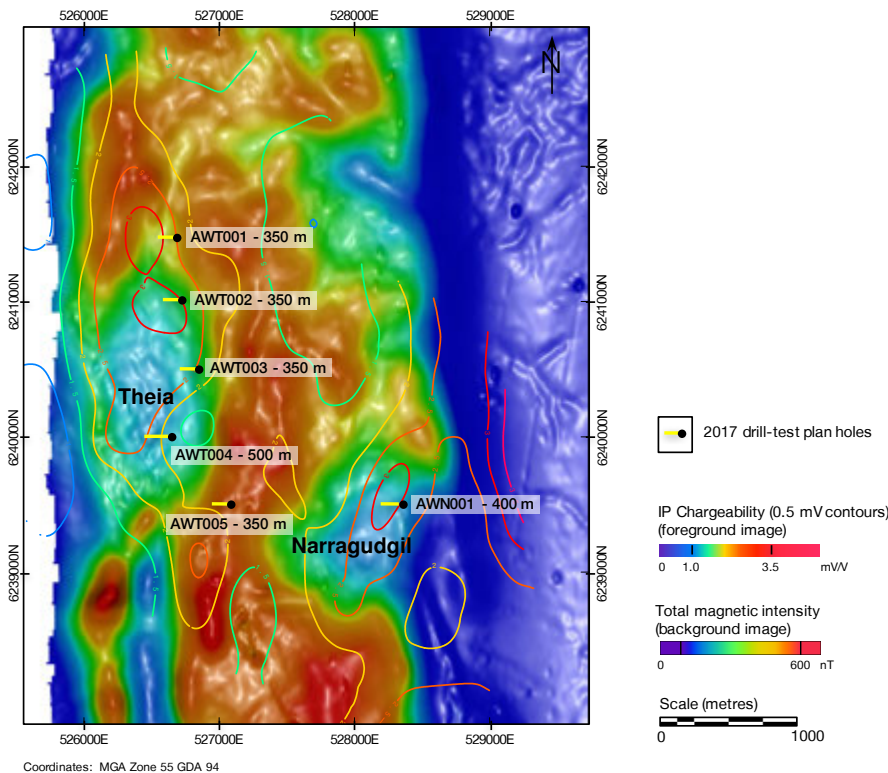 526000E 527000E 528000E 529000E
N
6242000N 6242000N
AWT001 - 350 m
AWT002 - 350 m
6241000N 6241000N
AWT003 - 350 m
Theia
6240000N 6240000N
AWT004 - 500 m
AWT005 - 350 m
AWN001 - 400 m
Narragudgil
6239000N 6239000N
526000E 527000E 528000E 529000E
Coordinates: MGA Zone 55 GDA 94
2017 drill-test plan holes
IP Chargeability (0.5 mV contours)
(foreground image)
0 1.0 3.5 mV/V
Total magnetic intensity
(background image)
0 600 nT
Scale (metres)
0 1000